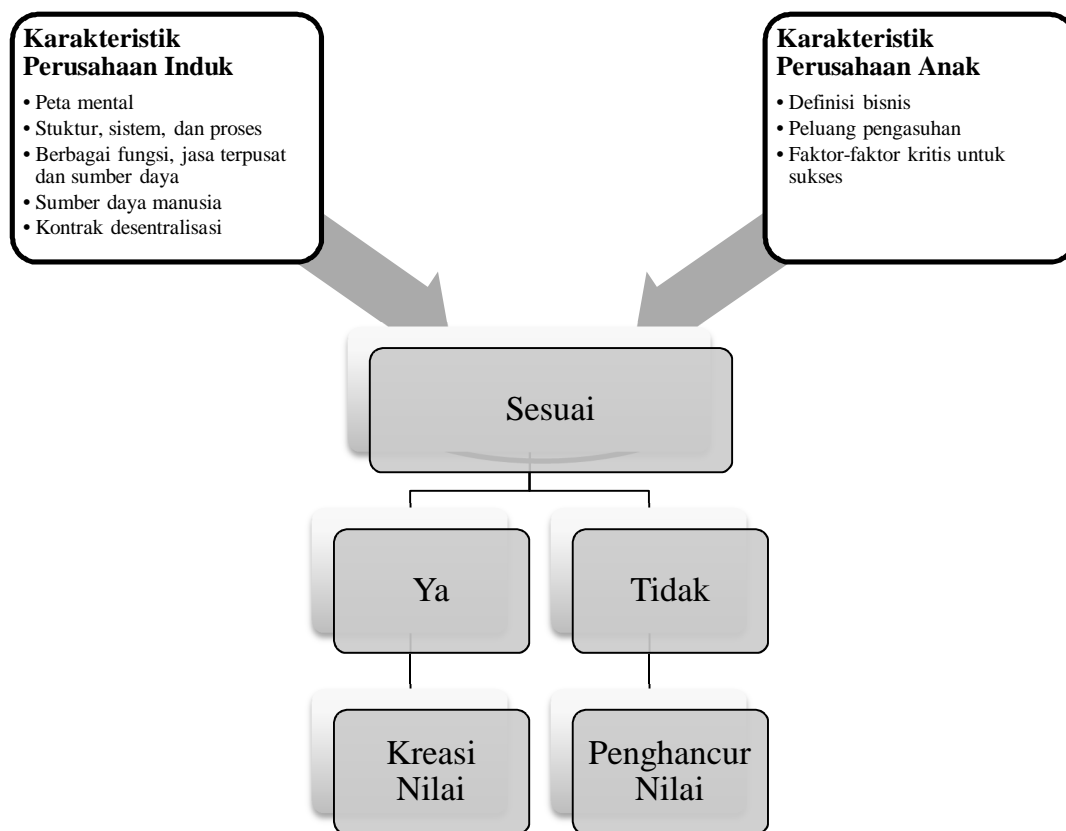 Karakteristik
Perusahaan Induk
• Peta mental
• Stuktur, sistem, dan proses
• Berbagai fungsi, jasa terpusat
dan sumber daya
• Sumber daya manusia
• Kontrak desentralisasi
Karakteristik
Perusahaan Anak
• Definisi bisnis
• Peluang pengasuhan
• Faktor-faktor kritis untuk
sukses
Sesuai
Ya
Tidak
Kreasi
Nilai
Penghancur
Nilai